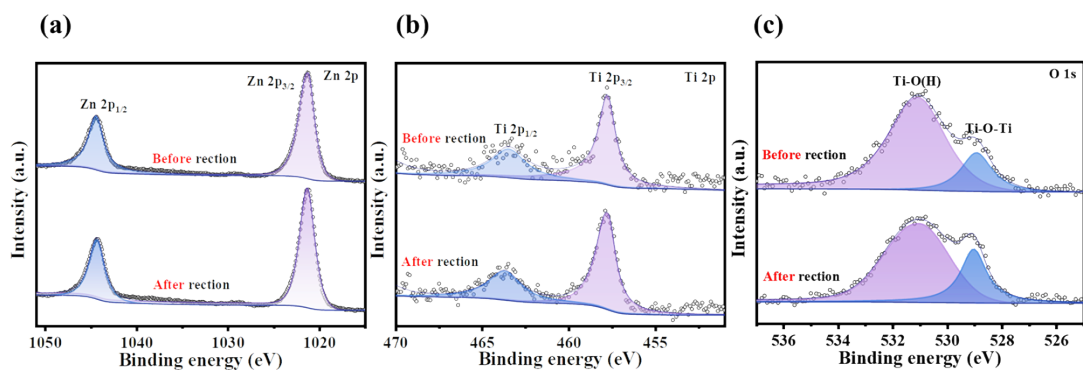 (a)
Zn 2p
Zn 2p3/2
Zn 2p1/2
Before rection
After rection
Intensity (a.u.)
1050 1040 1030 1020
Binding energy (eV)
(b)
Ti 2p3/2
Ti 2p
Ti 2p1/2
Before rection
After rection
Intensity (a.u.)
470 465 460 455
Binding energy (eV)
(c)
O 1s
Ti-O(H)
Ti-O-Ti
Before rection
After rection
Intensity (a.u.)
536 534 532 530 528 526
Binding energy (eV)